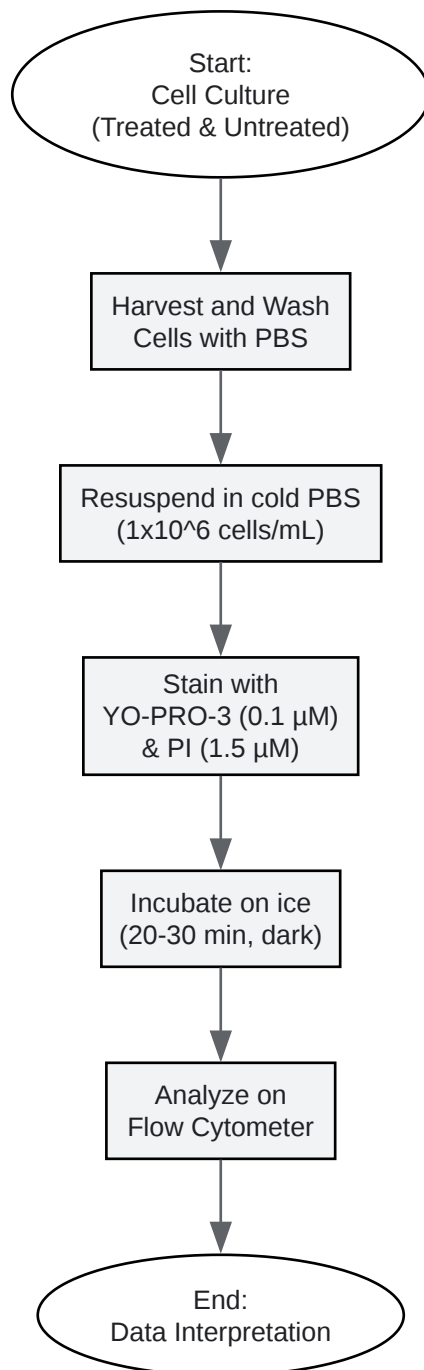 Start:
Cell Culture
(Treated & Untreated)
Harvest and Wash
Cells with PBS
Resuspend in cold PBS
(1x10^6 cells/mL)
Stain with
YO-PRO-3 (0.1 µM)
& PI (1.5 µM)
Incubate on ice
(20-30 min, dark)
Analyze on
Flow Cytometer
End:
Data Interpretation